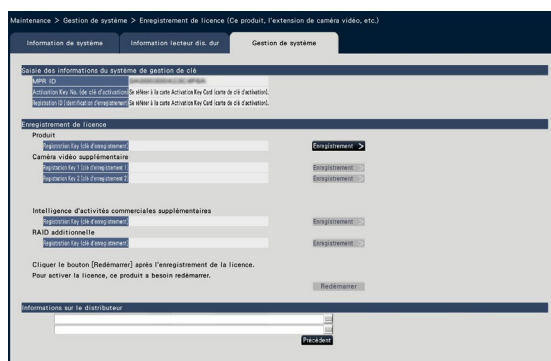 Maintenance > Gestion de système > Enregistrement de licence (Ce produit, l'extension de caméra vidéo, etc.)
Information de système
Information lecteur dis. dur
Gestion de système
Saisie des informations du système de gestion de clé
MPR ID
Activation Key No. (de clé d'activation) Se référer à la carte Activation Key Card (carte de clé d'activation).
Registration ID (identification d'enregistrement) Se référer à la carte Activation Key Card (carte de clé d'activation).
Enregistrement de licence
Produit
Registration Key (clé d'enregistrement) Enregistrement >
Caméra vidéo supplémentaire
Registration Key 1 (clé d'enregistrement 1) Enregistrement >
Registration Key 2 (clé d'enregistrement 2) Enregistrement >
Intelligence d'activités commerciales supplémentaires
Registration Key (clé d'enregistrement) Enregistrement >
RAID additionnelle
Registration Key (clé d'enregistrement) Enregistrement >
Cliquer le bouton [Redémarrer] après l'enregistrement de la licence.
Pour activer la licence, ce produit a besoin redémarrer.
Redémarrer
Informations sur le distributeur
Précédent